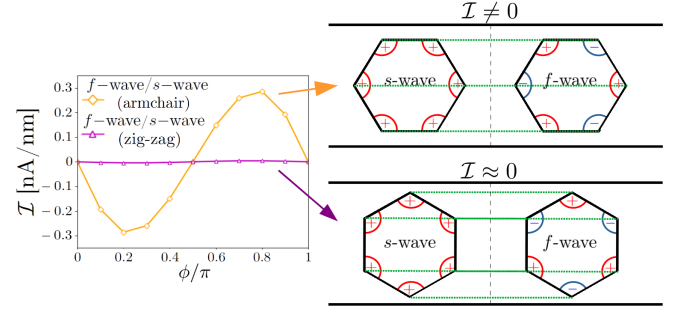 ℐ ≠ 0
f-wave/s-wave
(armchair)
f-wave/s-wave
(zig-zag)
ℐ [nA/nm]
0.3
0.2
0.1
0
−0.1
−0.2
−0.3
0
0.2
0.4
0.6
0.8
1
ϕ/π
+ +
+ s-wave +
+ +
+ −
− f-wave +
+ −
ℐ ≈ 0
+
+ +
s-wave
+ +
+
+
− −
f-wave
+ +
−